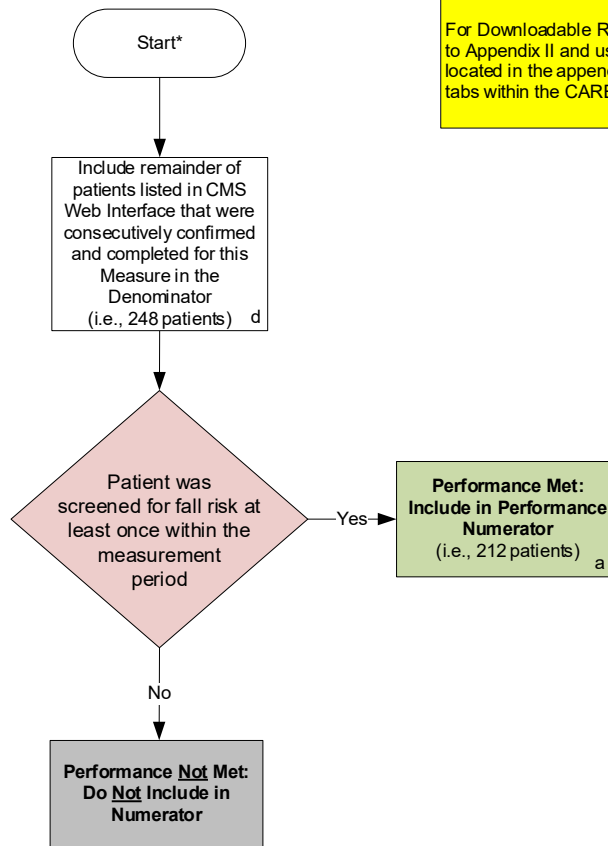 Start*
For Downloadable
to Appendix II and
located in the
tabs within the
Include remainder of
patients listed in CMS
Web Interface that were
consecutively confirmed
and completed for this
Measure in the
Denominator
(i.e., 248 patients) d
Patient was
screened for fall risk at
least once within the
measurement
period
Yes
Performance Met:
Include in Performance
Numerator
(i.e., 212 patients) a
No
Performance Not Met:
Do Not Include in
Numerator